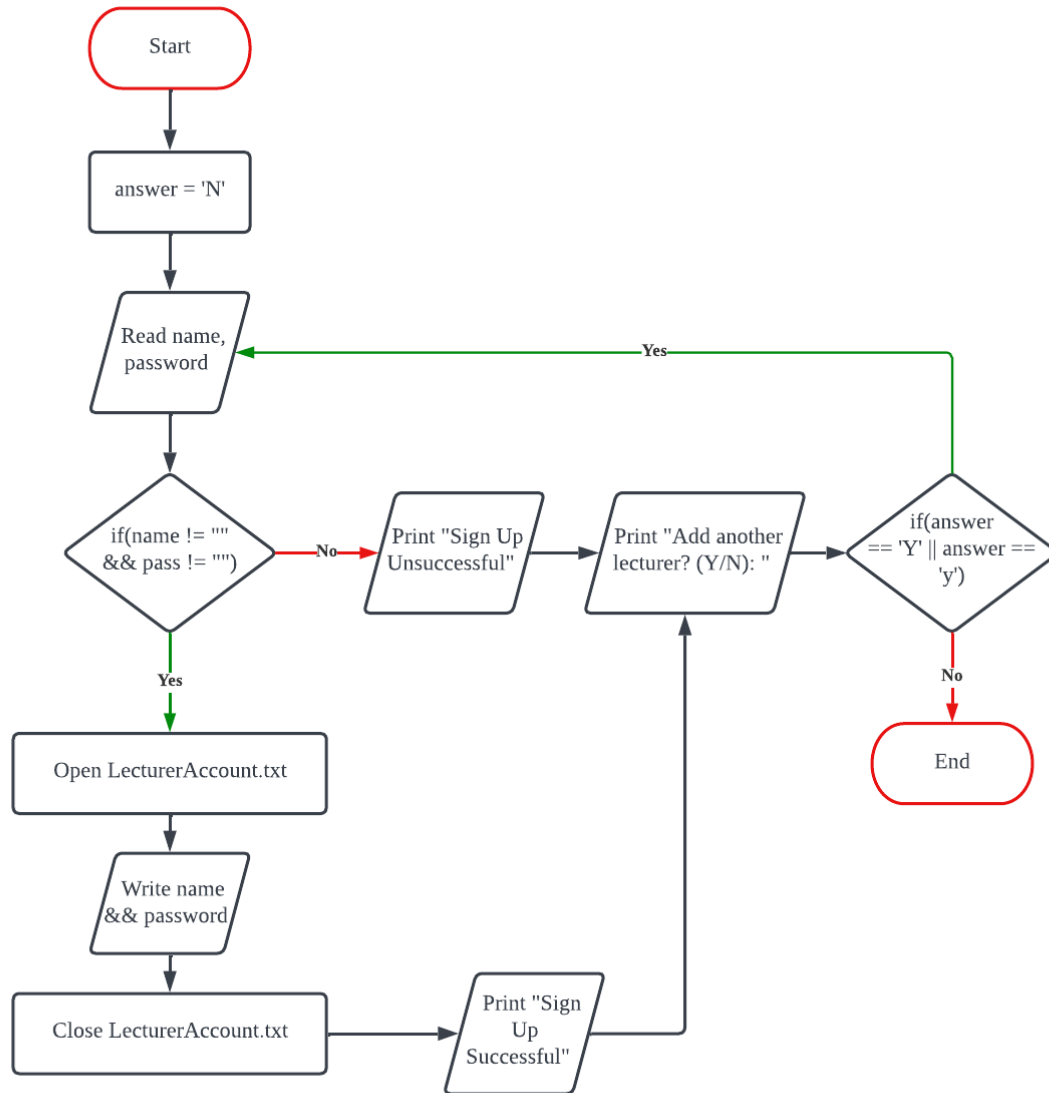 Start
answer = 'N'
Read name,
password
Yes
if(name != ""
&& pass != "")
No
Print "Sign Up
Unsuccessful"
Print "Add another
lecturer? (Y/N): "
if(answer
== 'Y' || answer ==
'y')
Yes
No
Open LecturerAccount.txt
End
Write name
&& password
Close LecturerAccount.txt
Print "Sign
Up
Successful"